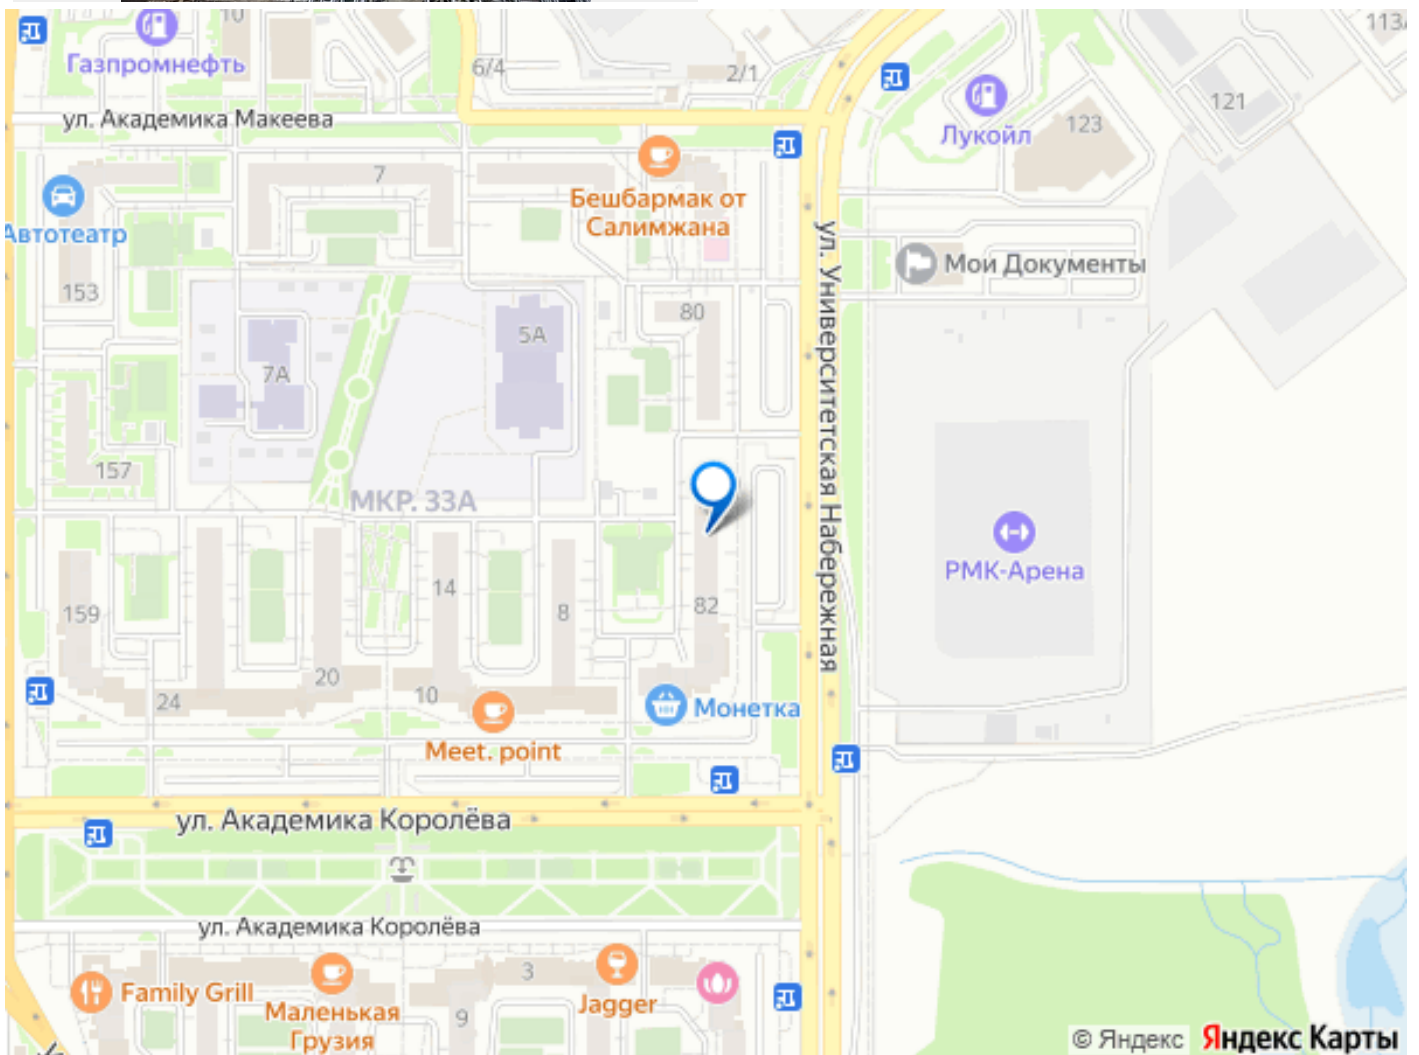 10
113
Газпромнефть
6/4
2/1
121
ул. Академика Макеева
Лукойл
123
7
Бешбармак от
Салимжана
Автотеатр
ул. Университетская Набережная
Мои Документы
153
80
5А
7А
157
МКР. 33А
РМК-Арена
14
159
8
82
20
24
10
Монетка
Meet. point
ул. Академика Королёва
ул. Академика Королёва
3
Family Grill
Маленькая
Грузия
Jagger
9
© Яндекс Яндекс Карты